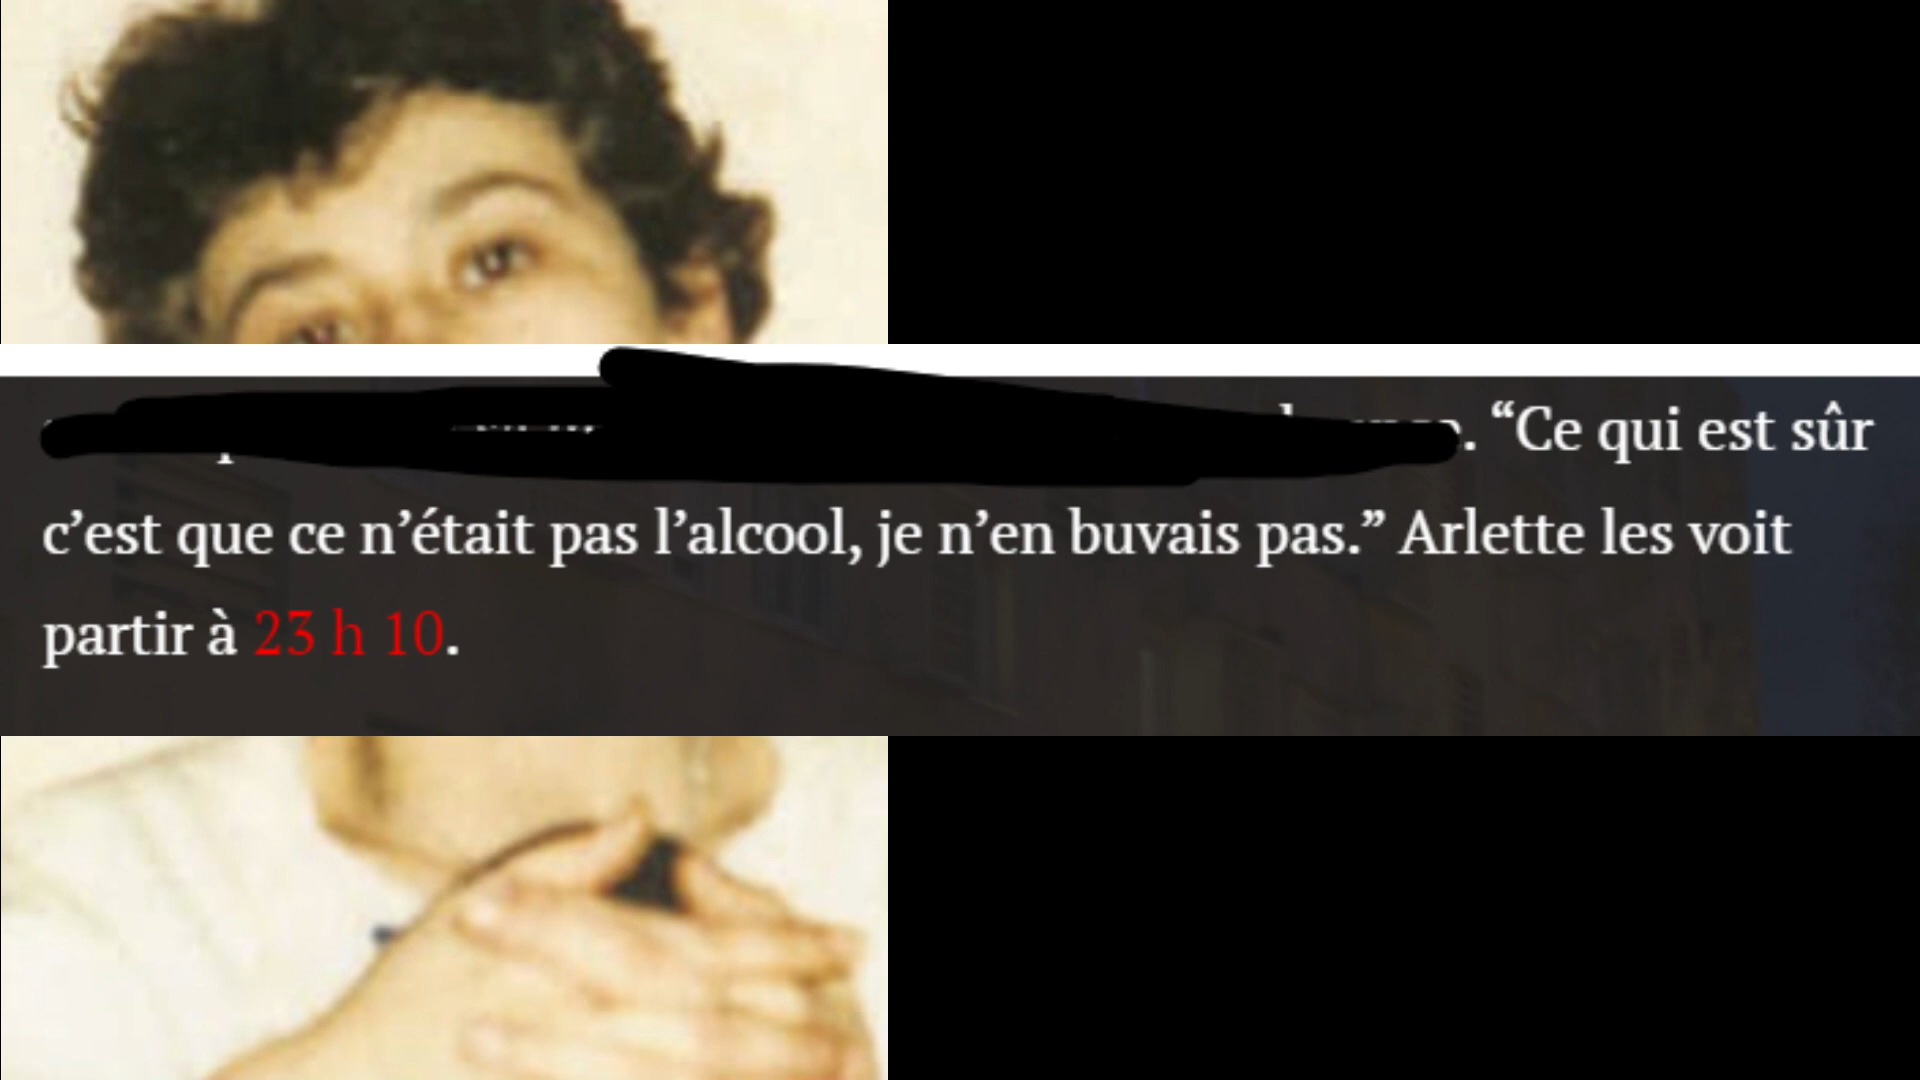 “Ce qui est sûr
c’est que ce n’était pas l’alcool, je n’en buvais pas.” Arlette les voit
partir à 23 h 10.